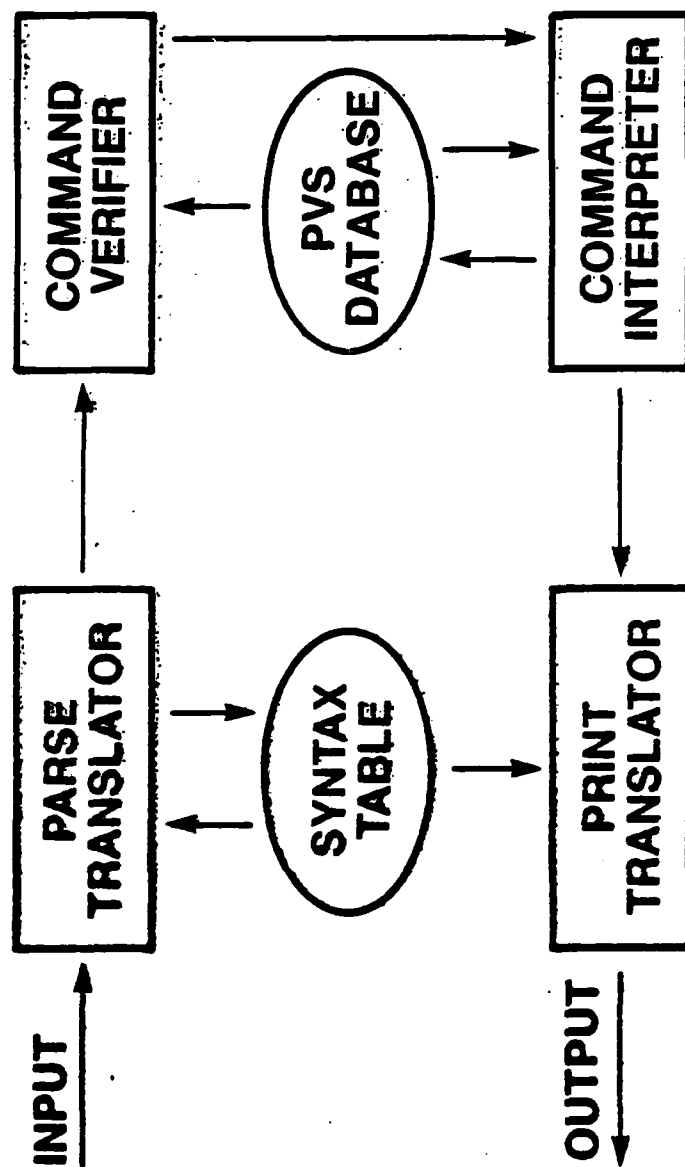 INPUT
PARSE
TRANSLATOR
COMMAND
VERIFIER
SYNTAX
TABLE
PVS
DATABASE
OUTPUT
PRINT
TRANSLATOR
COMMAND
INTERPRETER